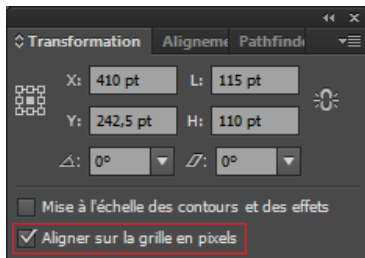 Transformation Aligneme Pathfinde
X: 410 pt L: 115 pt
Y: 242,5 pt H: 110 pt
0° 0°
Mise à l'échelle des contours et des effets
Aligner sur la grille en pixels